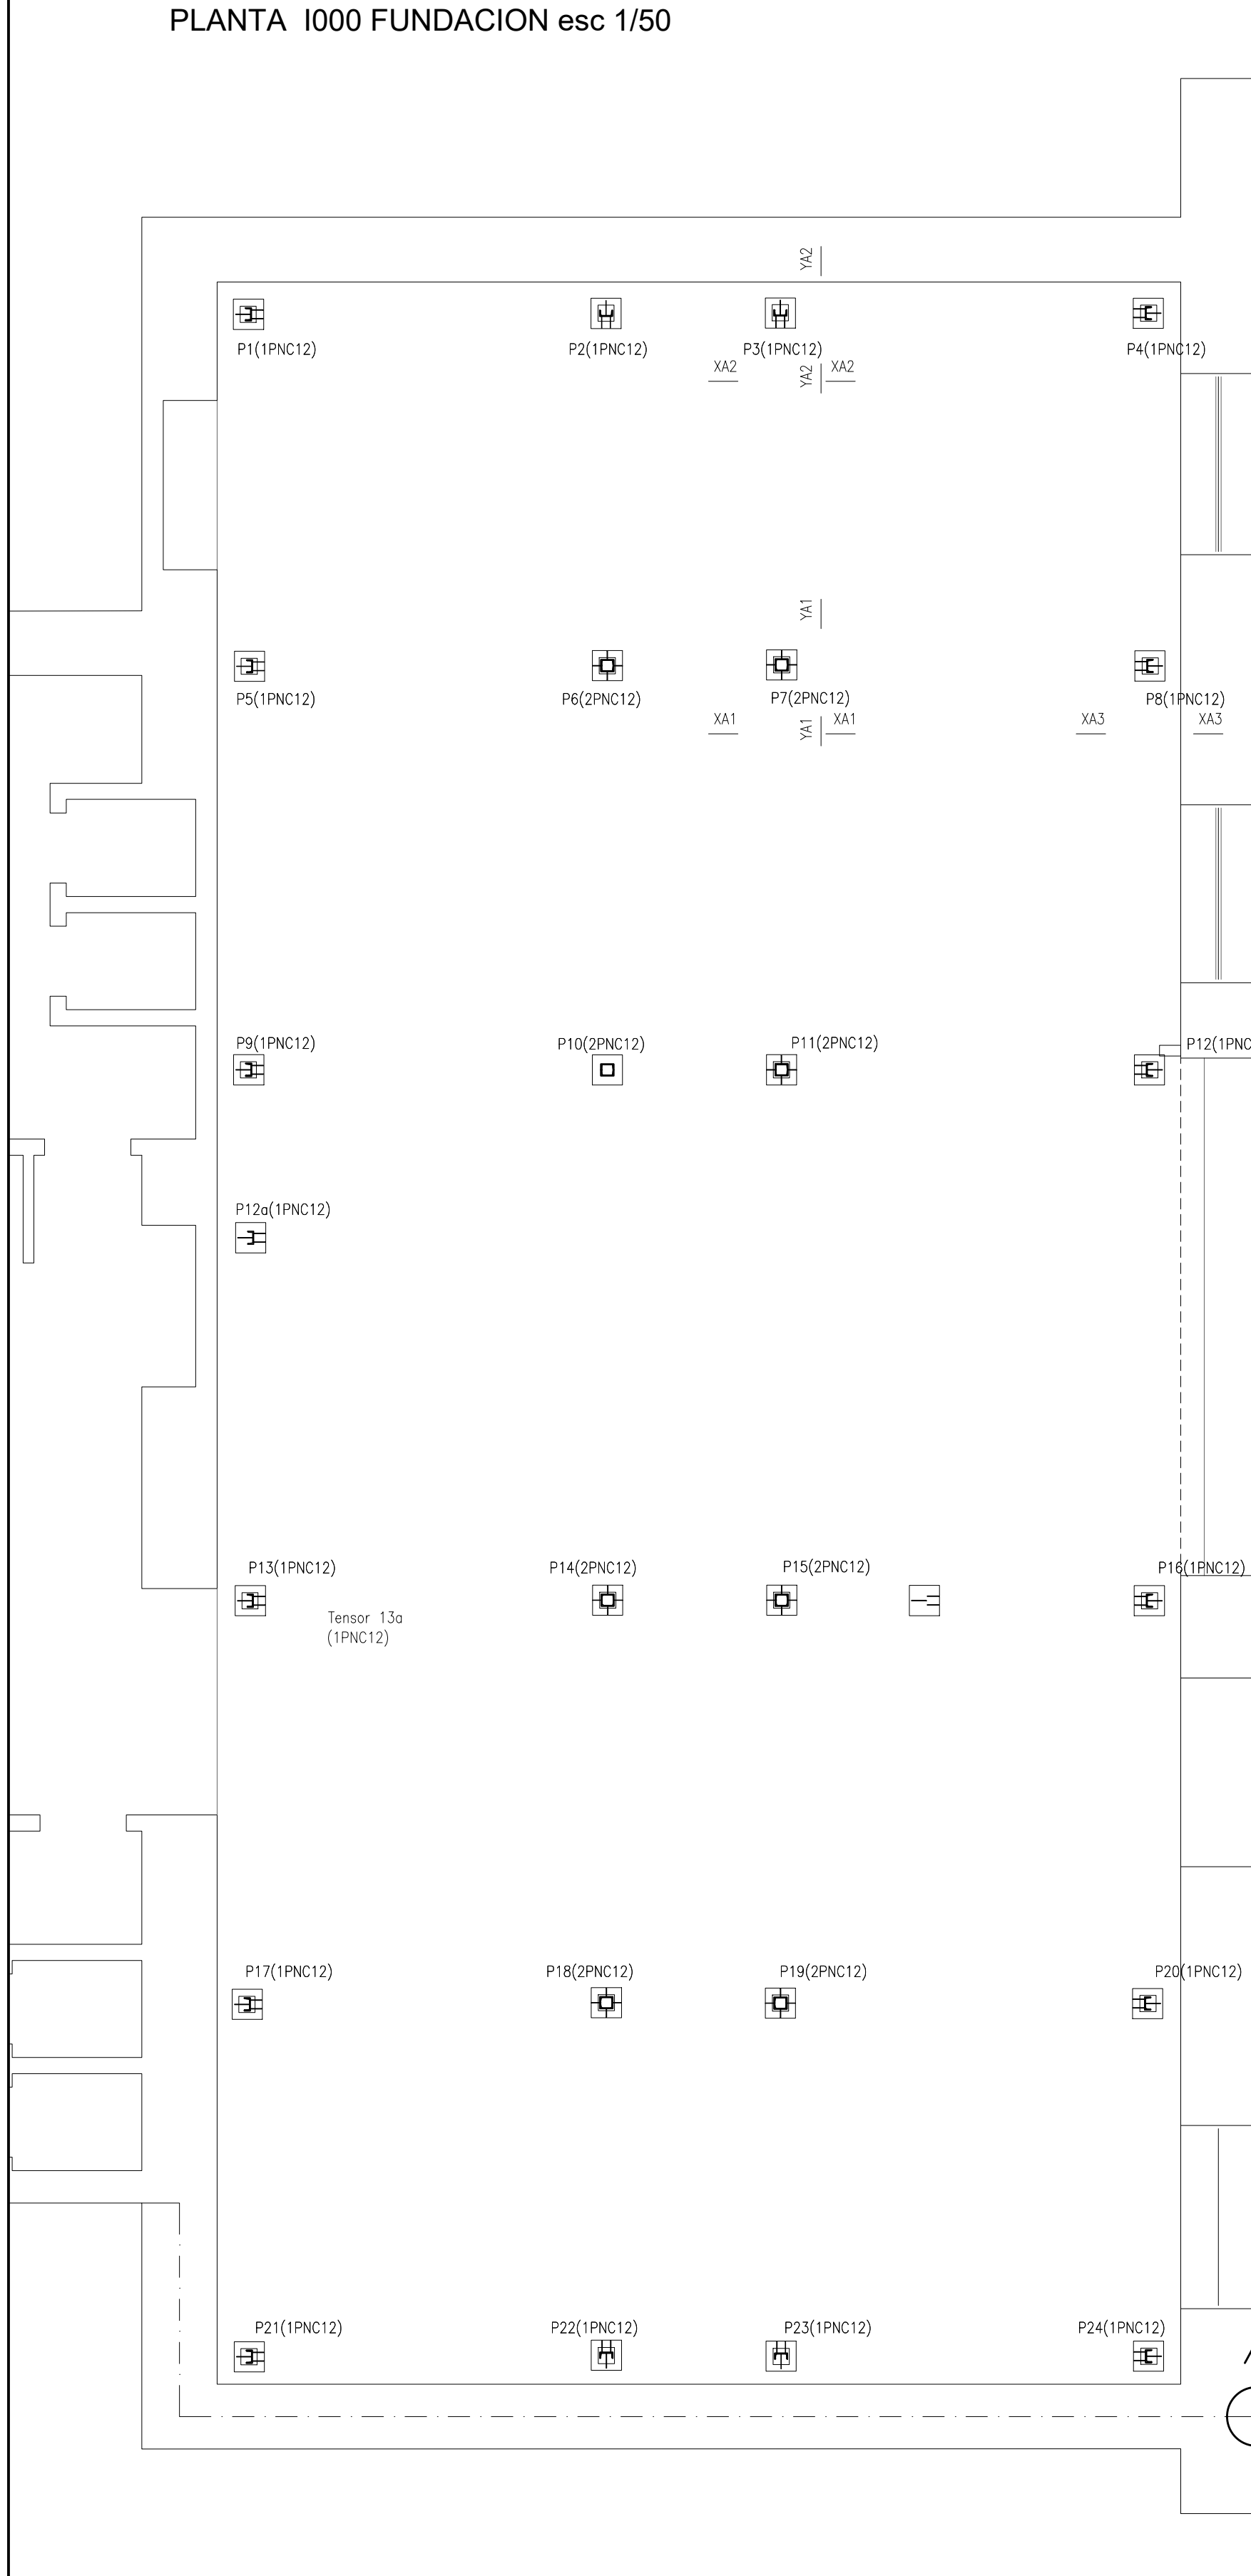 PLANTA I000 FUNDACION esc 1/50
YA2
P1(1PNC12)
P2(1PNC12)
P3(1PNC12)
P4(1PNC12)
XA2
YA2
XA2
YA1
P5(1PNC12)
P6(2PNC12)
P7(2PNC12)
P8(1PNC12)
XA1
YA1
XA1
XA3
XA3
P9(1PNC12)
P10(2PNC12)
P11(2PNC12)
P12(1PNC
P12a(1PNC12)
P13(1PNC12)
P14(2PNC12)
P15(2PNC12)
P16(1PNC12)
Tensor 13a
(1PNC12)
P17(1PNC12)
P18(2PNC12)
P19(2PNC12)
P20(1PNC12)
P21(1PNC12)
P22(1PNC12)
P23(1PNC12)
P24(1PNC12)